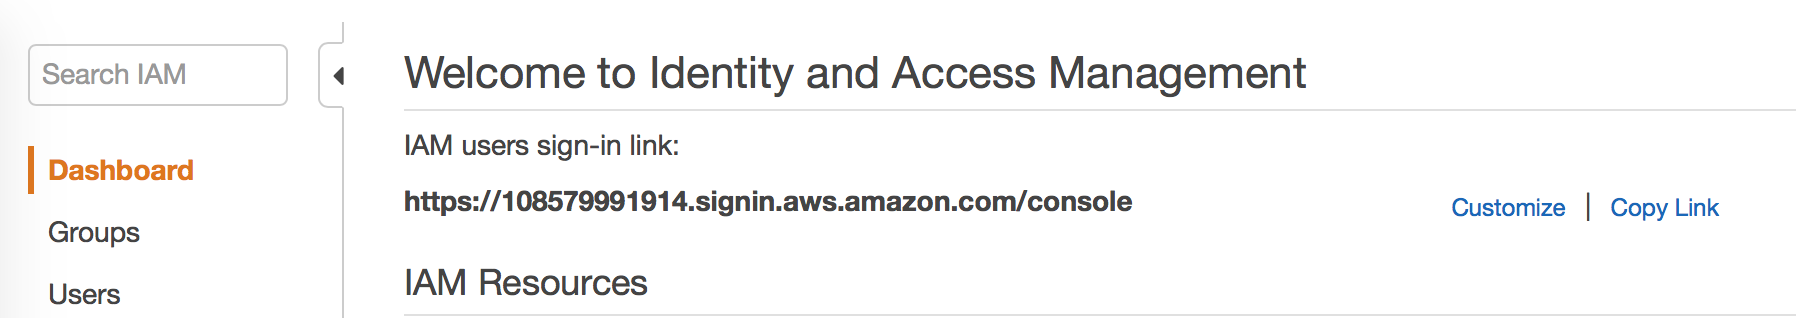 Search IAM
Dashboard
Groups
Users
Welcome to Identity and Access Management
IAM users sign-in link:
https://108579991914.signin.aws.amazon.com/console
Customize | Copy Link
IAM Resources